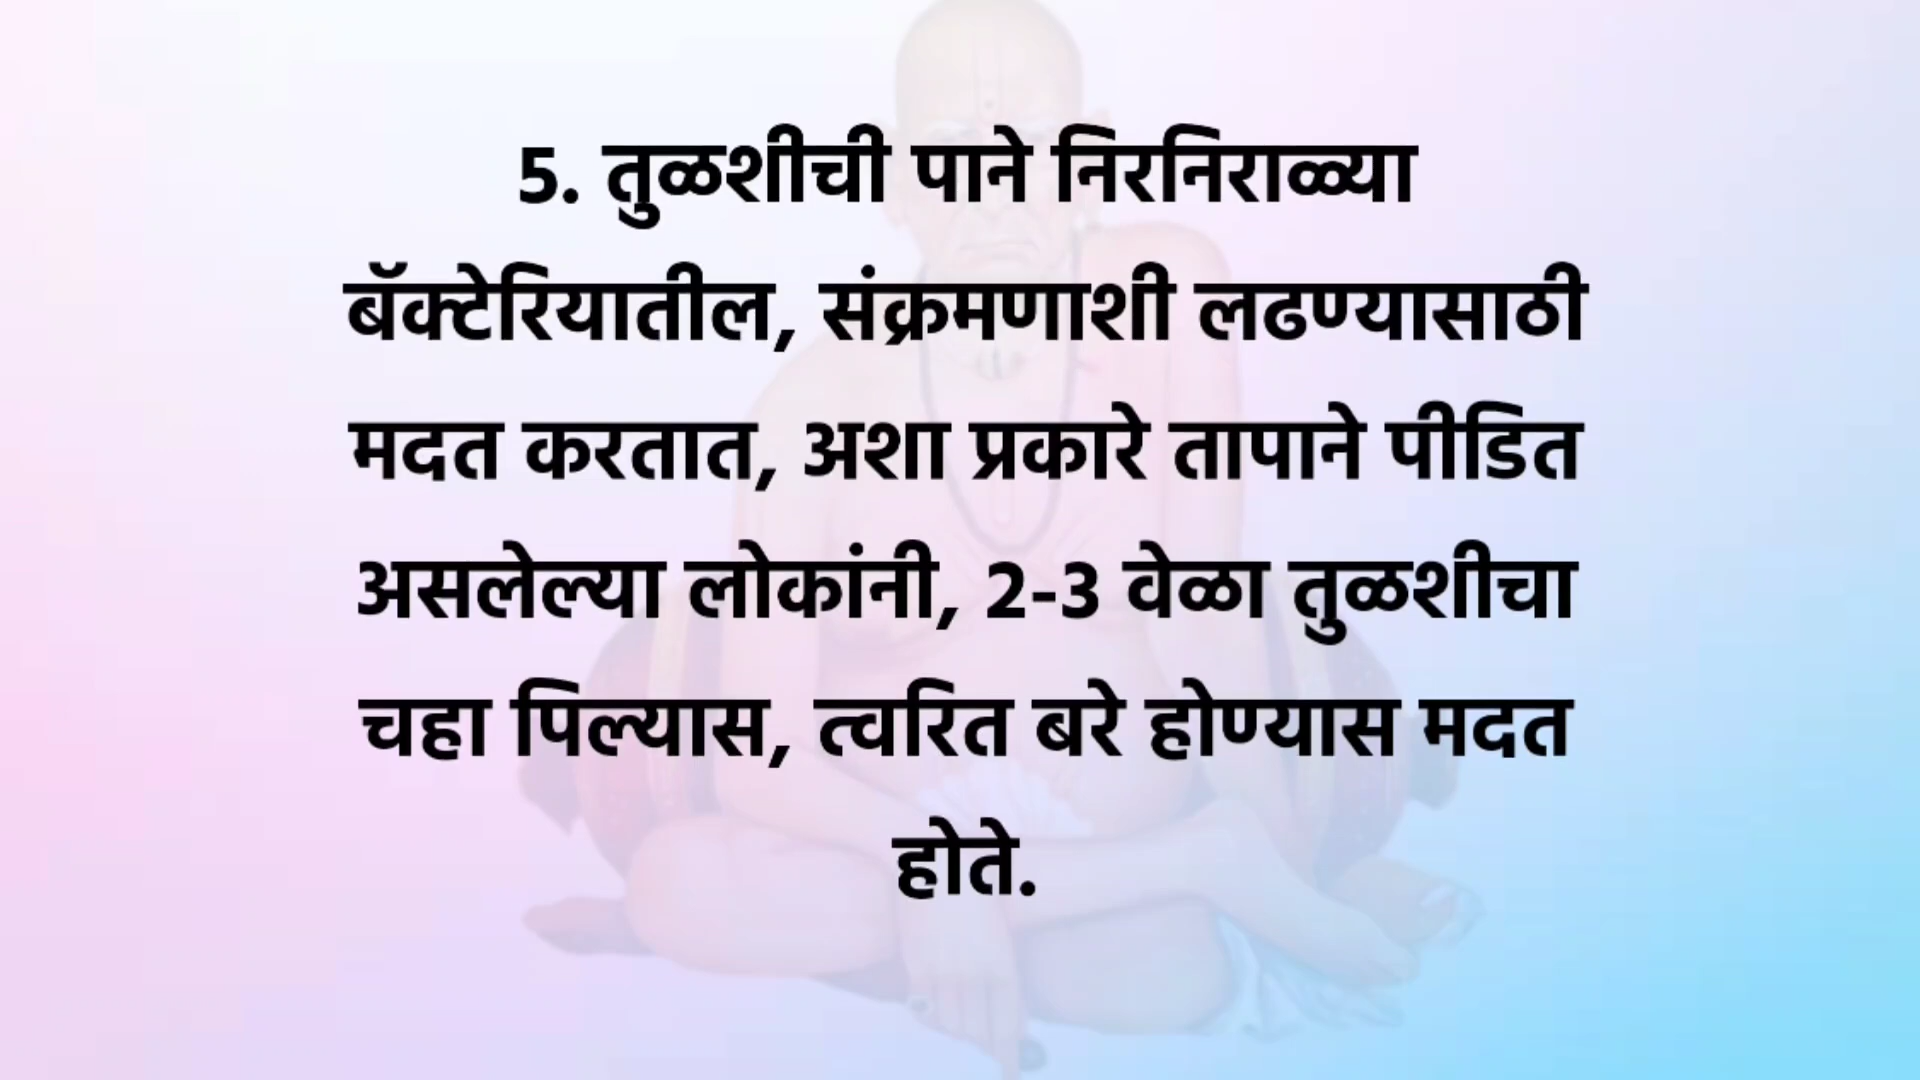 5. तुळशीची पाने निरनिराळ्या
बॅक्टेरियातील, संक्रमणाशी लढण्यासाठी
मदत करतात, अशा प्रकारे तापाने पीडित
असलेल्या लोकांनी, 2-3 वेळा तुळशीचा
चहा पिल्यास, त्वरित बरे होण्यास मदत
होते.